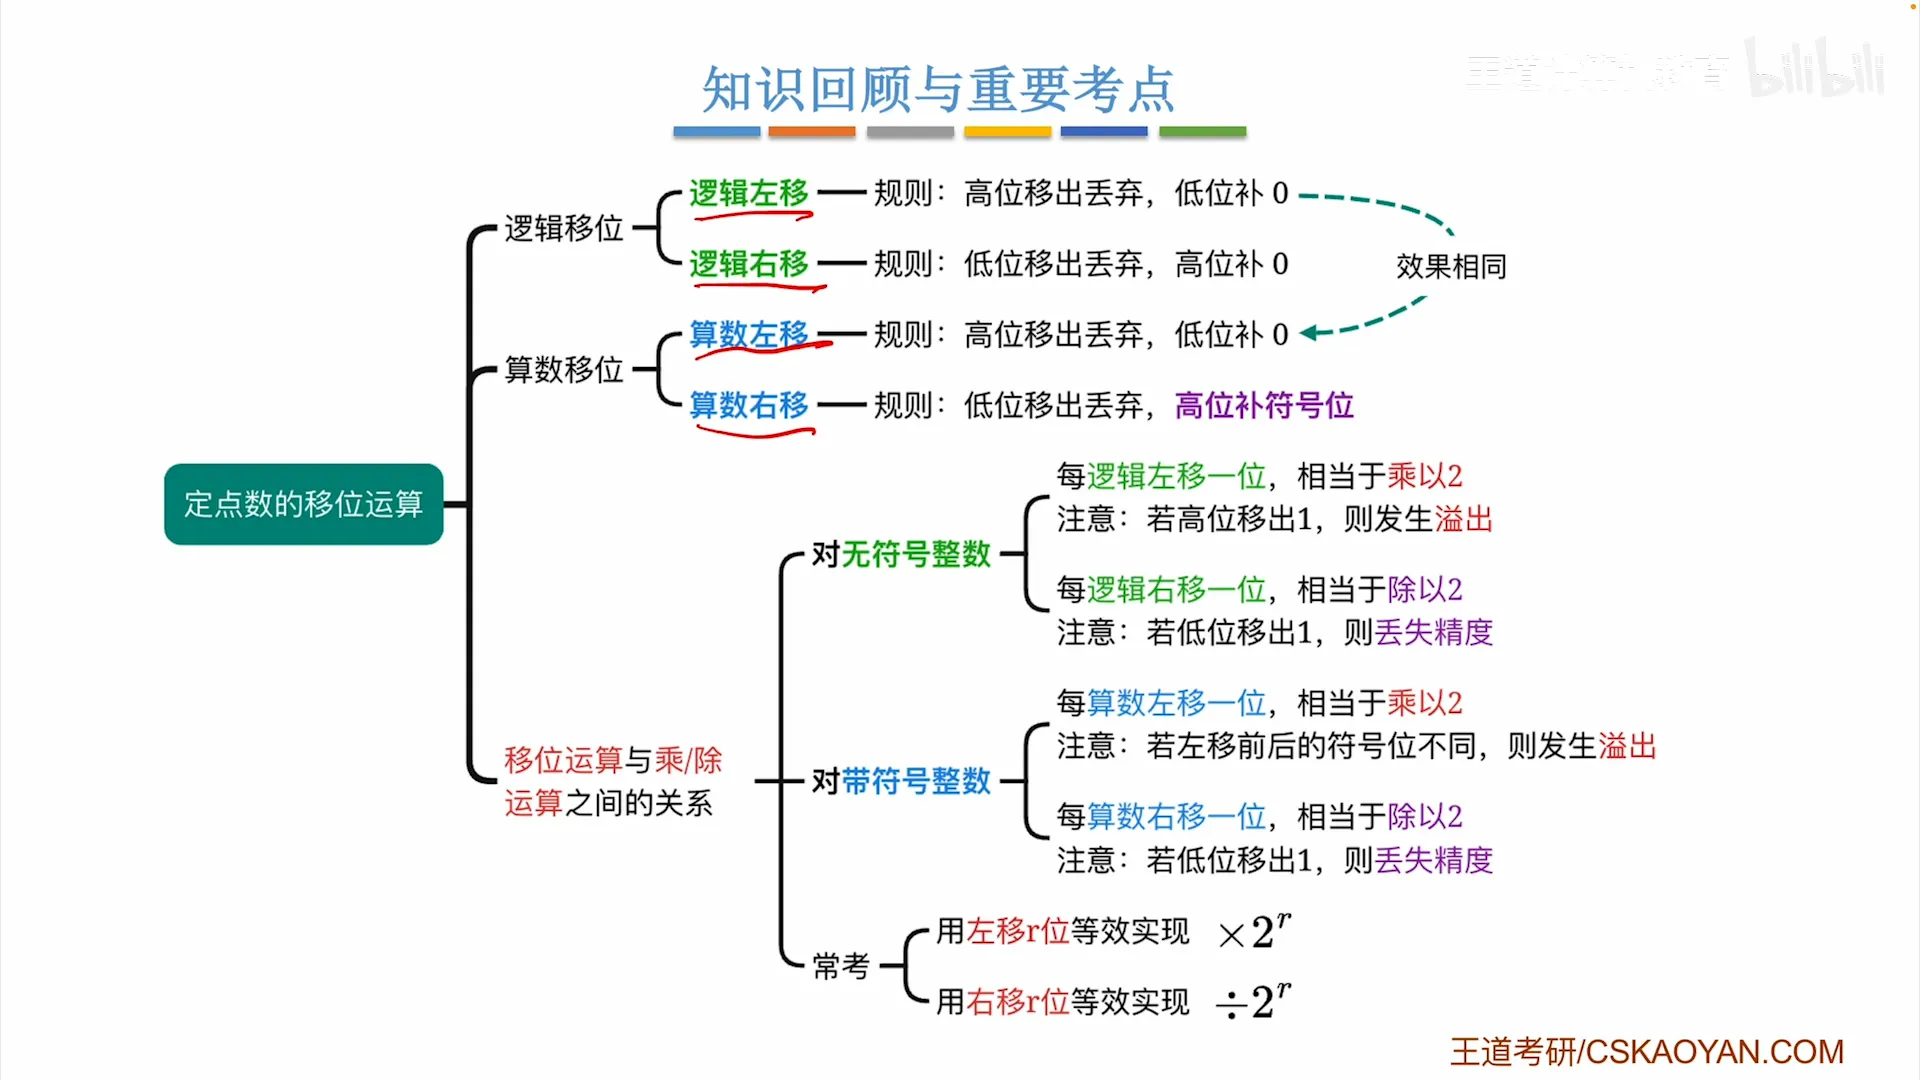 知识回顾与重要考点
bilibili
定点数的移位运算
逻辑移位
逻辑左移
规则：高位移出丢弃，低位补 0
逻辑右移
规则：低位移出丢弃，高位补 0
效果相同
算数移位
算数左移
规则：高位移出丢弃，低位补 0
算数右移
规则：低位移出丢弃，高位补符号位
移位运算与乘/除
运算之间的关系
对无符号整数
每逻辑左移一位，相当于乘以2
注意：若高位移出1，则发生溢出
每逻辑右移一位，相当于除以2
注意：若低位移出1，则丢失精度
对带符号整数
每算数左移一位，相当于乘以2
注意：若左移前后的符号位不同，则发生溢出
每算数右移一位，相当于除以2
注意：若低位移出1，则丢失精度
常考
用左移r位等效实现 ×2^r
用右移r位等效实现 ÷2^r
王道考研/CSKAOYAN.COM